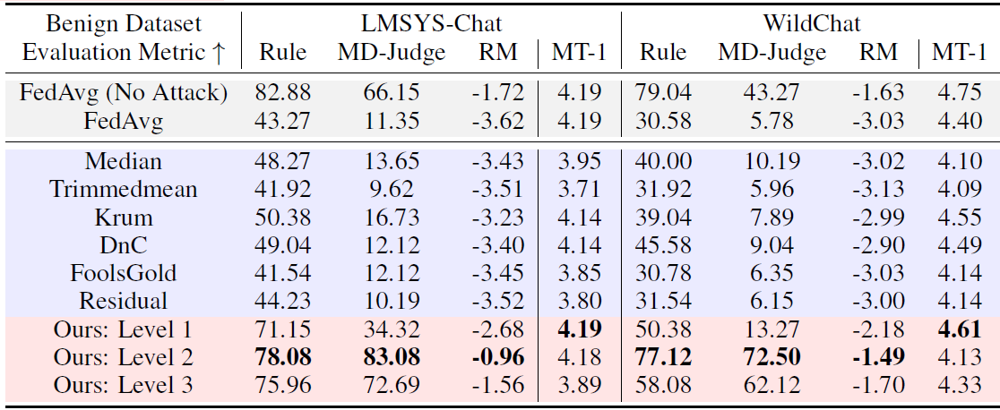 Benign Dataset LMSYS-Chat WildChat
Evaluation Metric ↑ Rule MD-Judge RM MT-1 Rule MD-Judge RM MT-1
FedAvg (No Attack) 82.88 66.15 -1.72 4.19 79.04 43.27 -1.63 4.75
FedAvg 43.27 11.35 -3.62 4.19 30.58 5.78 -3.03 4.40
Median 48.27 13.65 -3.43 3.95 40.00 10.19 -3.02 4.10
Trimmedmean 41.92 9.62 -3.51 3.71 31.92 5.96 -3.13 4.09
Krum 50.38 16.73 -3.23 4.14 39.04 7.89 -2.99 4.55
DnC 49.04 12.12 -3.40 4.14 45.58 9.04 -2.90 4.49
FoolsGold 41.54 12.12 -3.45 3.85 30.78 6.35 -3.03 4.14
Residual 44.23 10.19 -3.52 3.80 31.54 6.15 -3.00 4.14
Ours: Level 1 71.15 34.32 -2.68 4.19 50.38 13.27 -2.18 4.61
Ours: Level 2 78.08 83.08 -0.96 4.18 77.12 72.50 -1.49 4.13
Ours: Level 3 75.96 72.69 -1.56 3.89 58.08 62.12 -1.70 4.33